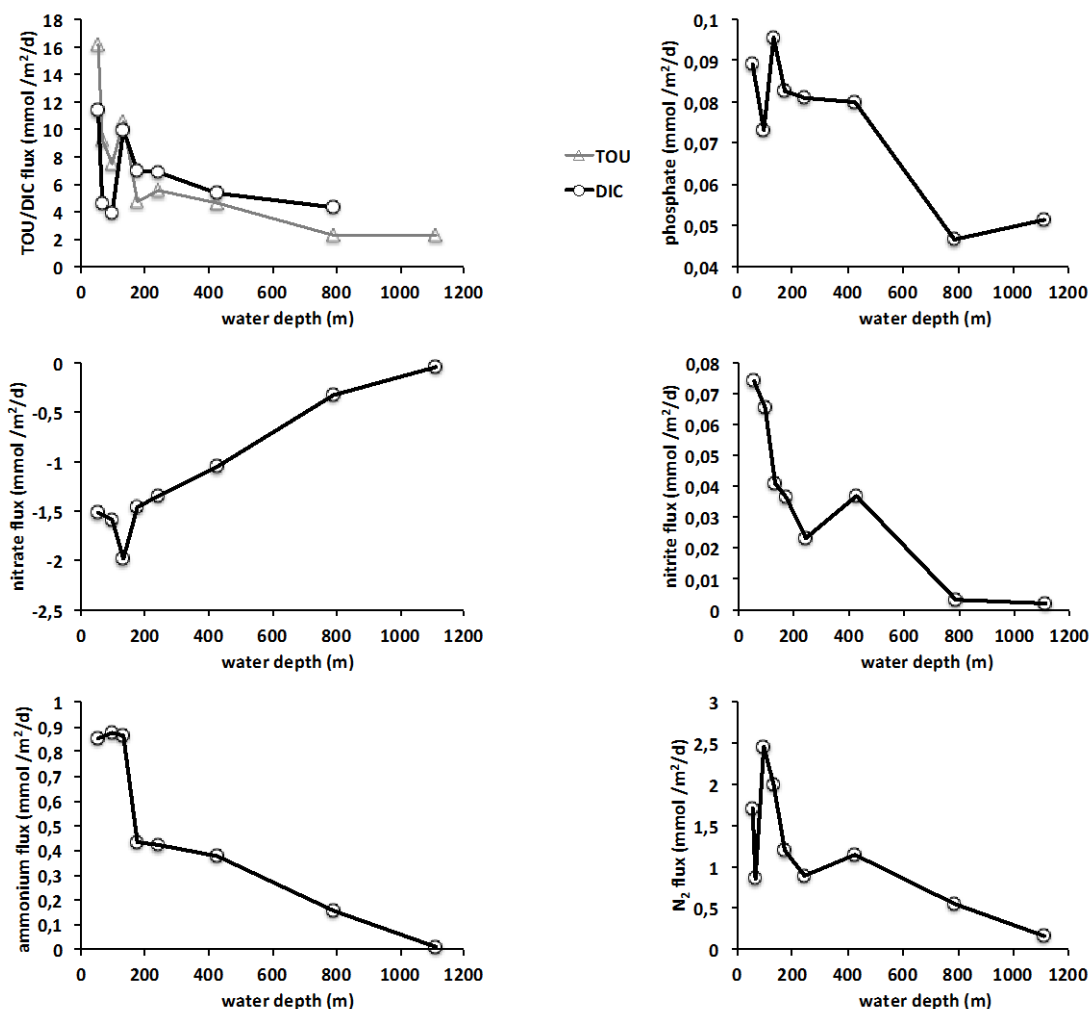 TOU/DIC flux (mmol /m²/d)
18
16
14
12
10
8
6
4
2
0
0 200 400 600 800 1000 1200
water depth (m)
TOU
DIC
phosphate (mmol /m²/d)
0,1
0,09
0,08
0,07
0,06
0,05
0,04
0 200 400 600 800 1000 1200
water depth (m)
nitrate flux (mmol /m²/d)
0
-0,5
-1
-1,5
-2
-2,5
0 200 400 600 800 1000 1200
water depth (m)
nitrite flux (mmol /m²/d)
0,08
0,07
0,06
0,05
0,04
0,03
0,02
0,01
0
0 200 400 600 800 1000 1200
water depth (m)
ammonium flux (mmol /m²/d)
1
0,9
0,8
0,7
0,6
0,5
0,4
0,3
0,2
0,1
0
0 200 400 600 800 1000 1200
water depth (m)
N₂ flux (mmol /m²/d)
3
2,5
2
1,5
1
0,5
0
0 200 400 600 800 1000 1200
water depth (m)